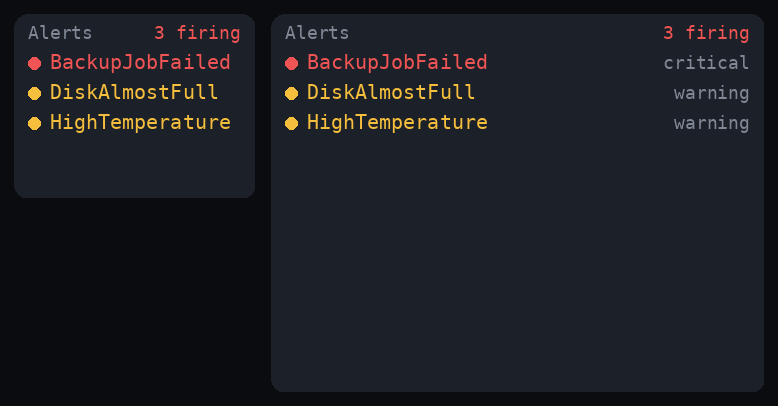 Alerts 3 firing
BackupJobFailed
DiskAlmostFull
HighTemperature
Alerts 3 firing
BackupJobFailed critical
DiskAlmostFull warning
HighTemperature warning